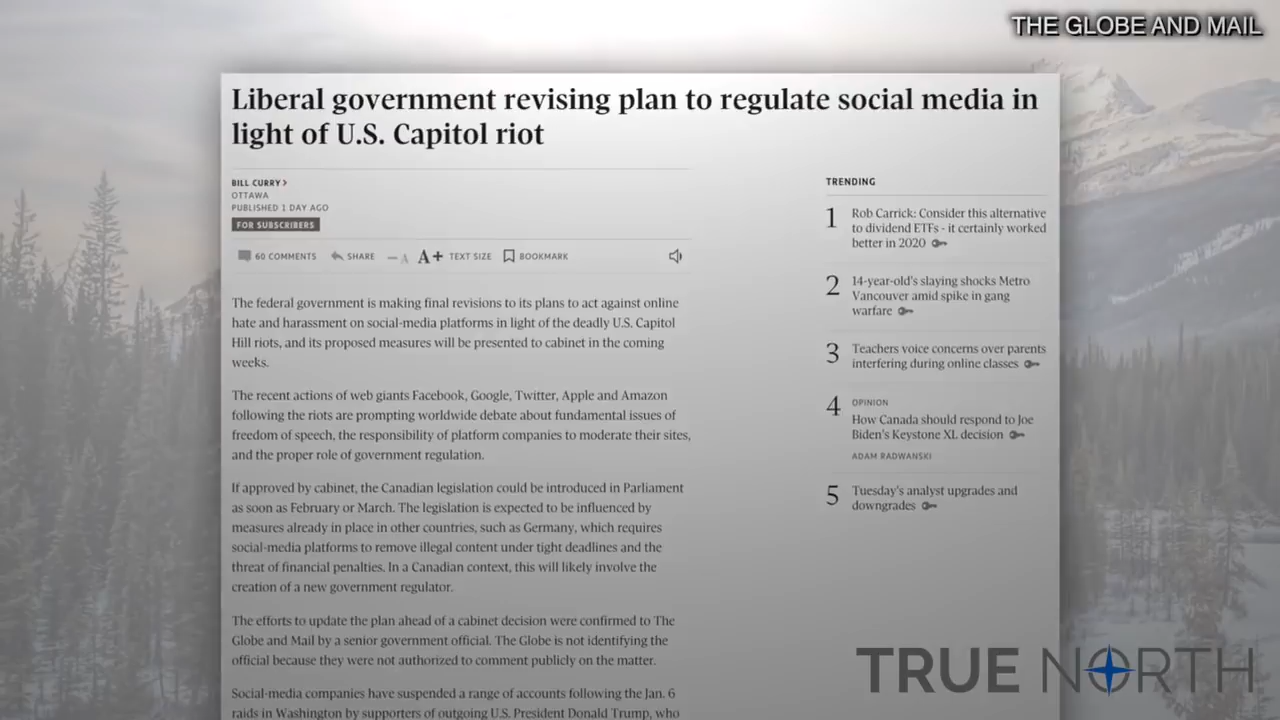 THE GLOBE AND MAIL
Liberal government revising plan to regulate social media in
light of U.S. Capitol riot
BILL CURRY >
OTTAWA
PUBLISHED 1 DAY AGO
FOR SUBSCRIBERS
60 COMMENTS SHARE − A A+ TEXT SIZE BOOKMARK
The federal government is making final revisions to its plans to act against online
hate and harassment on social-media platforms in light of the deadly U.S. Capitol
Hill riots, and its proposed measures will be presented to cabinet in the coming
weeks.
The recent actions of web giants Facebook, Google, Twitter, Apple and Amazon
following the riots are prompting worldwide debate about fundamental issues of
freedom of speech, the responsibility of platform companies to moderate their sites,
and the proper role of government regulation.
If approved by cabinet, the Canadian legislation could be introduced in Parliament
as soon as February or March. The legislation is expected to be influenced by
measures already in place in other countries, such as Germany, which requires
social-media platforms to remove illegal content under tight deadlines and the
threat of financial penalties. In a Canadian context, this will likely involve the
creation of a new government regulator.
The efforts to update the plan ahead of a cabinet decision were confirmed to The
Globe and Mail by a senior government official. The Globe is not identifying the
official because they were not authorized to comment publicly on the matter.
Social-media companies have suspended a range of accounts following the Jan. 6
raids in Washington by supporters of outgoing U.S. President Donald Trump, who
TRENDING
1 Rob Carrick: Consider this alternative
to dividend ETFs - it certainly worked
better in 2020
2 14-year-old's slaying shocks Metro
Vancouver amid spike in gang
warfare
3 Teachers voice concerns over parents
interfering during online classes
4 OPINION
How Canada should respond to Joe
Biden's Keystone XL decision
ADAM RADWANSKI
5 Tuesday's analyst upgrades and
downgrades
TRUE NORTH